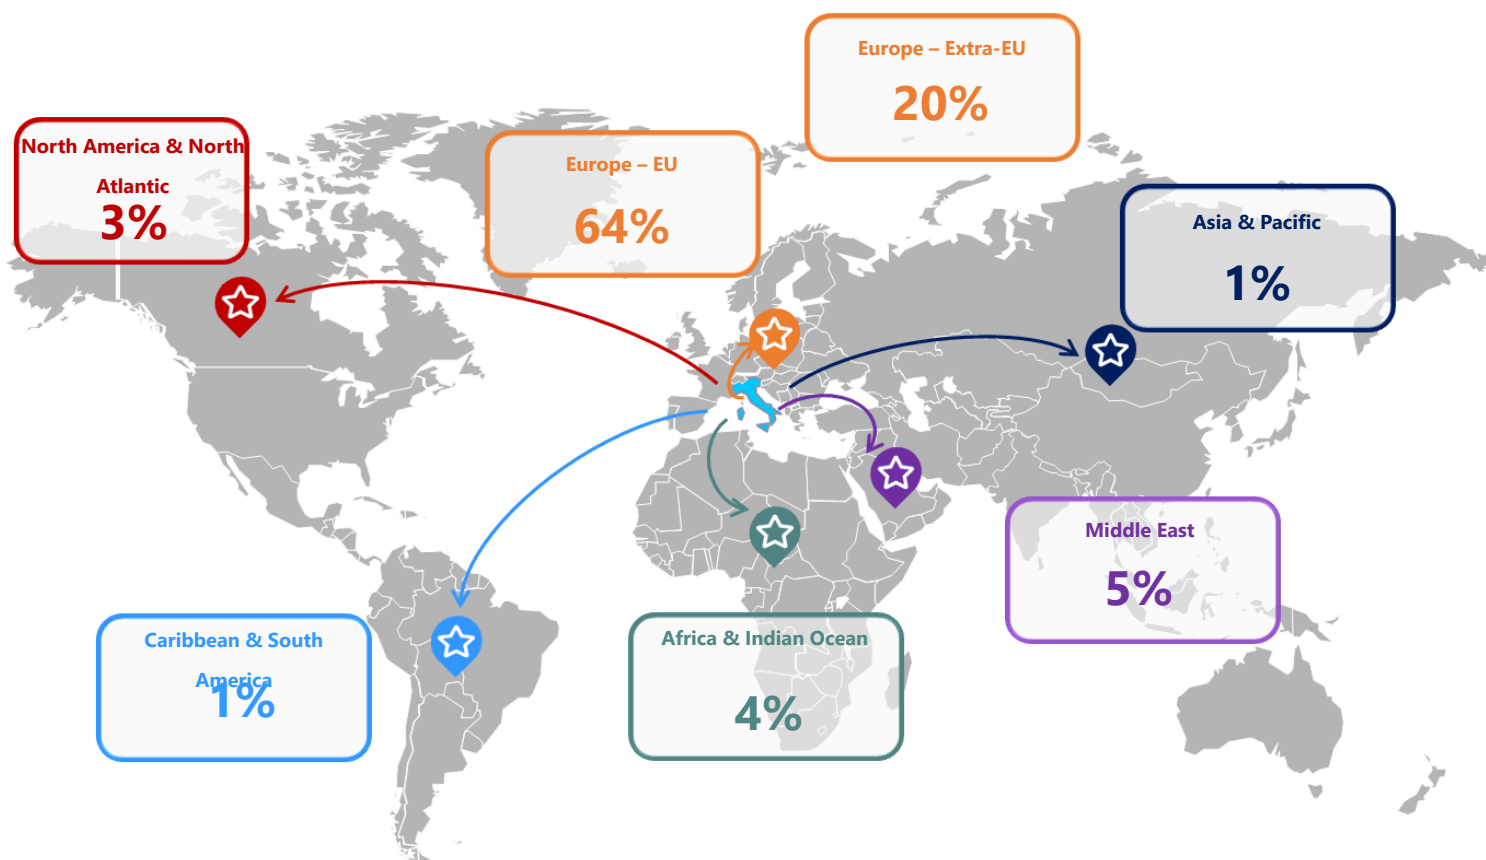 Europe – Extra-EU
20%
North America & North
Atlantic
3%
Europe – EU
64%
Asia & Pacific
1%
Middle East
5%
Caribbean & South
America
1%
Africa & Indian Ocean
4%